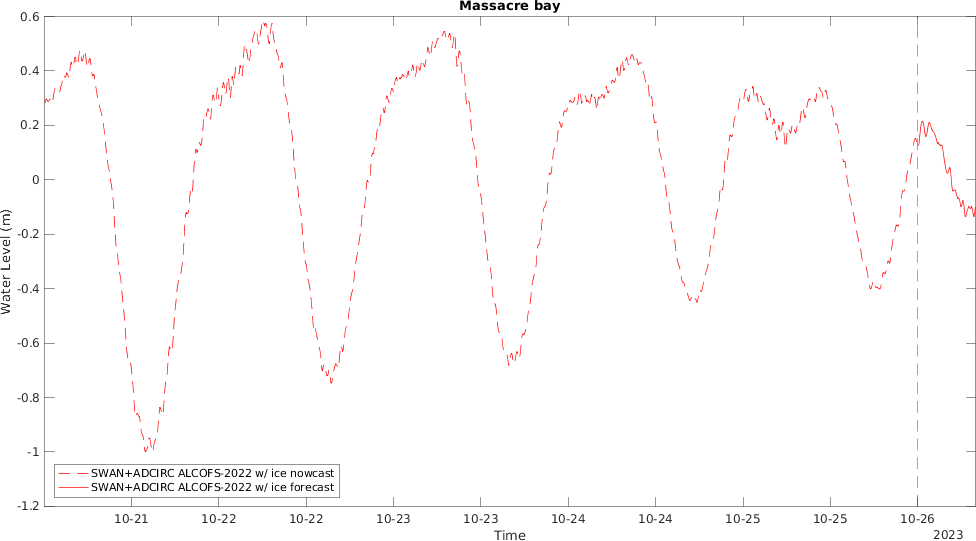 Massacre bay
0.6
0.4
0.2
0
-0.2
-0.4
-0.6
-0.8
-1
-1.2
Water Level (m)
SWAN+ADCIRC ALCOFS-2022 w/ ice nowcast
SWAN+ADCIRC ALCOFS-2022 w/ ice forecast
10-21 10-22 10-22 10-23 10-23 10-24 10-24 10-25 10-25 10-26
Time
2023